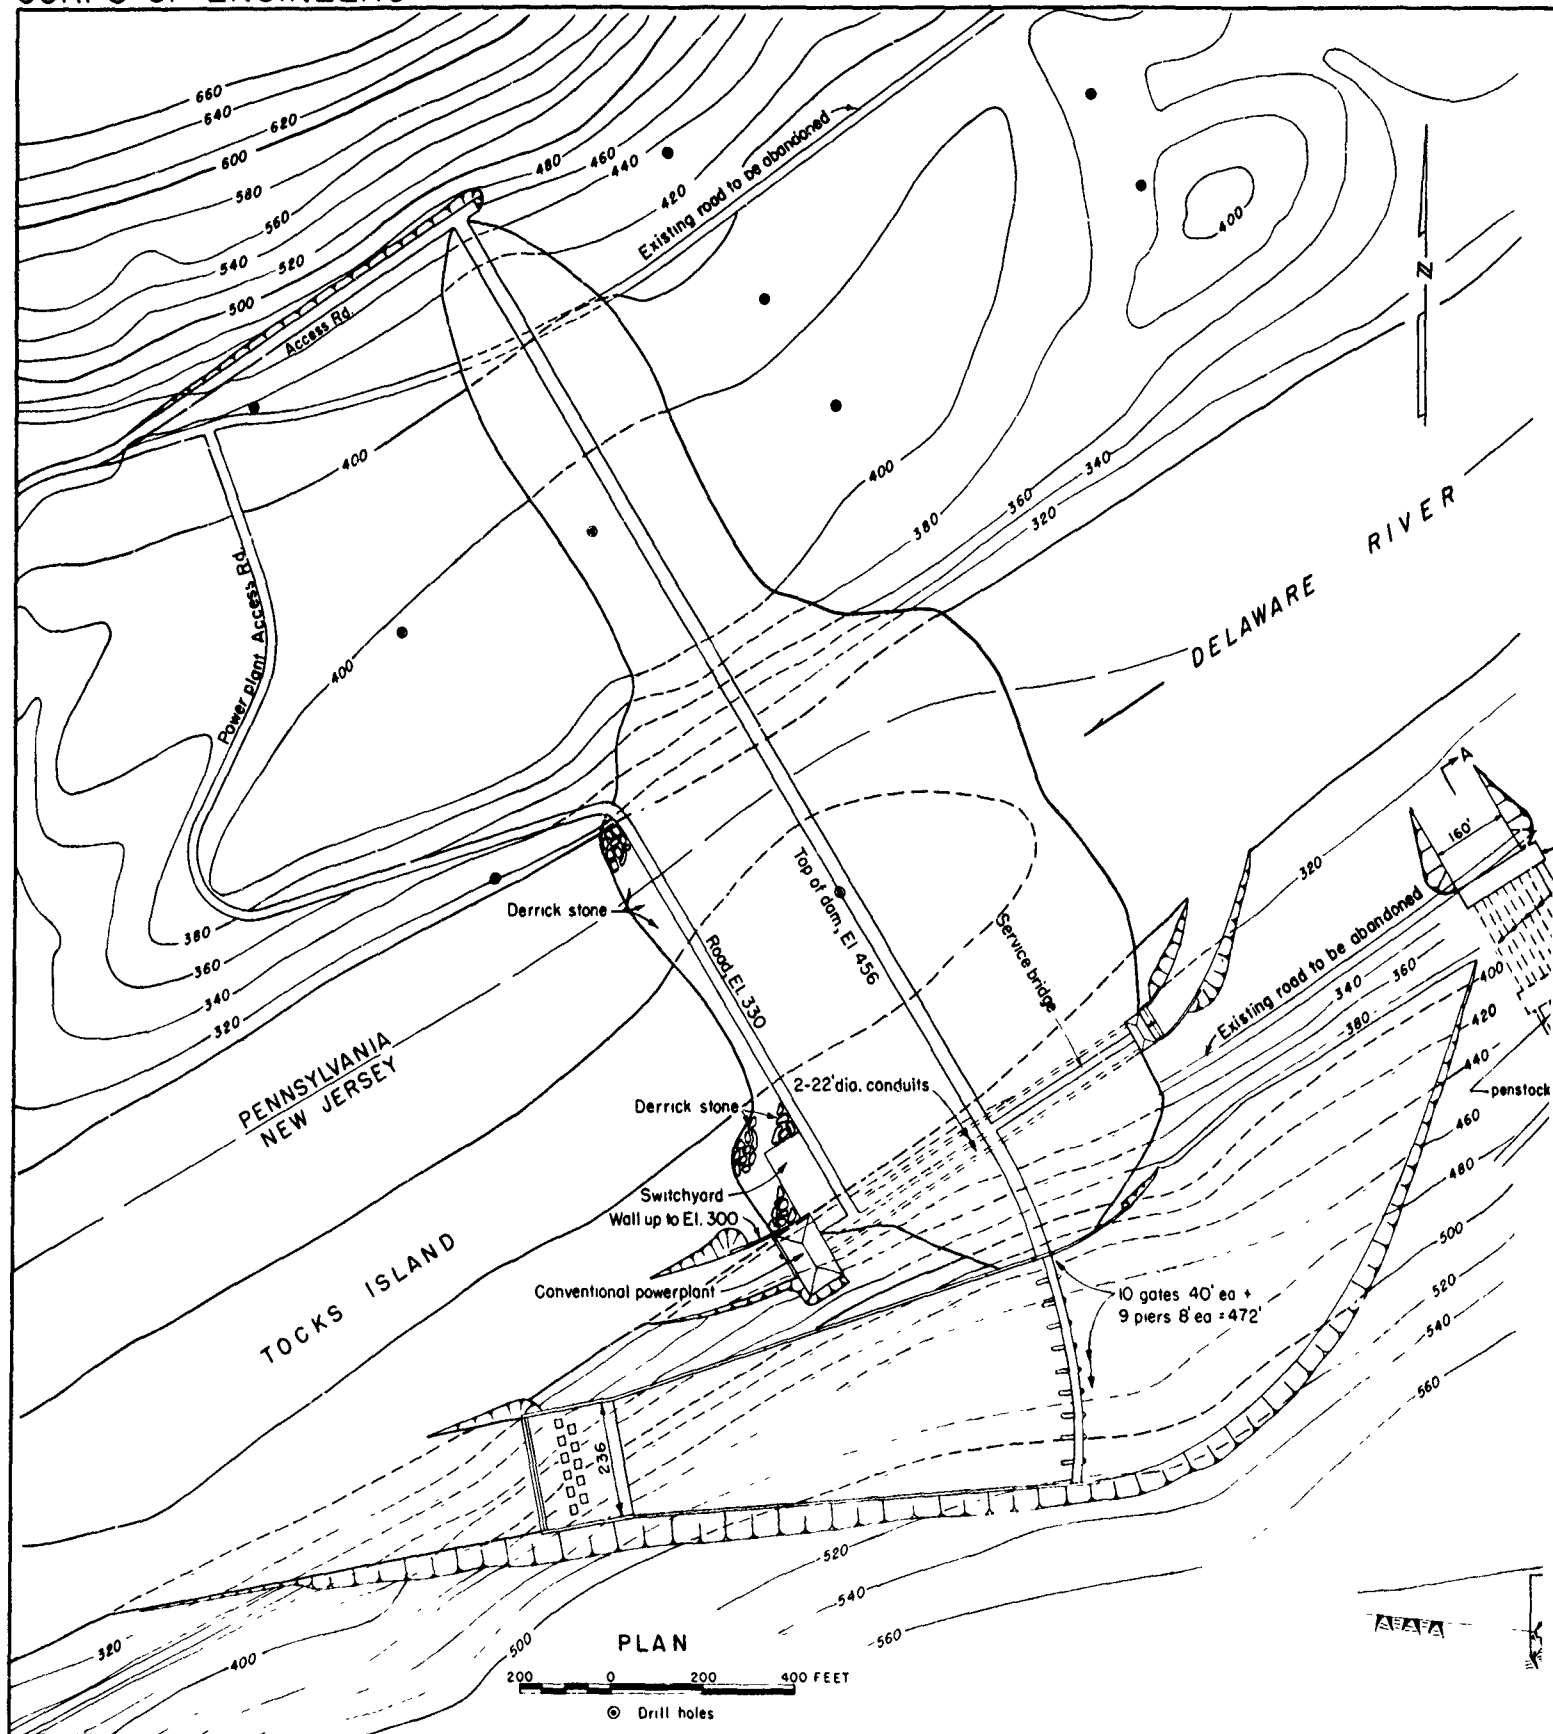 CORPS OF ENGINEERS
660
640
620
600
580
560
540
520
500
480
460
440
420
Existing road to be abandoned
400
N
Access Rd.
400
400
380
360
340
320
DELAWARE RIVER
Power plant Access Rd.
400
A
160'
Top of dam, El 456
320
Derrick stone
Road, El. 330
Service bridge
Existing road to be abandoned
380
360
340
320
340
360
380
400
420
440
460
480
500
520
540
560
penstock
PENNSYLVANIA
NEW JERSEY
2-22' dia. conduits
Derrick stone
Switchyard
Wall up to El. 300
Conventional powerplant
10 gates 40' ea +
9 piers 8' ea = 472'
TOCKS ISLAND
236
520
540
560
320
400
500
PLAN
200 0 200 400 FEET
Drill holes